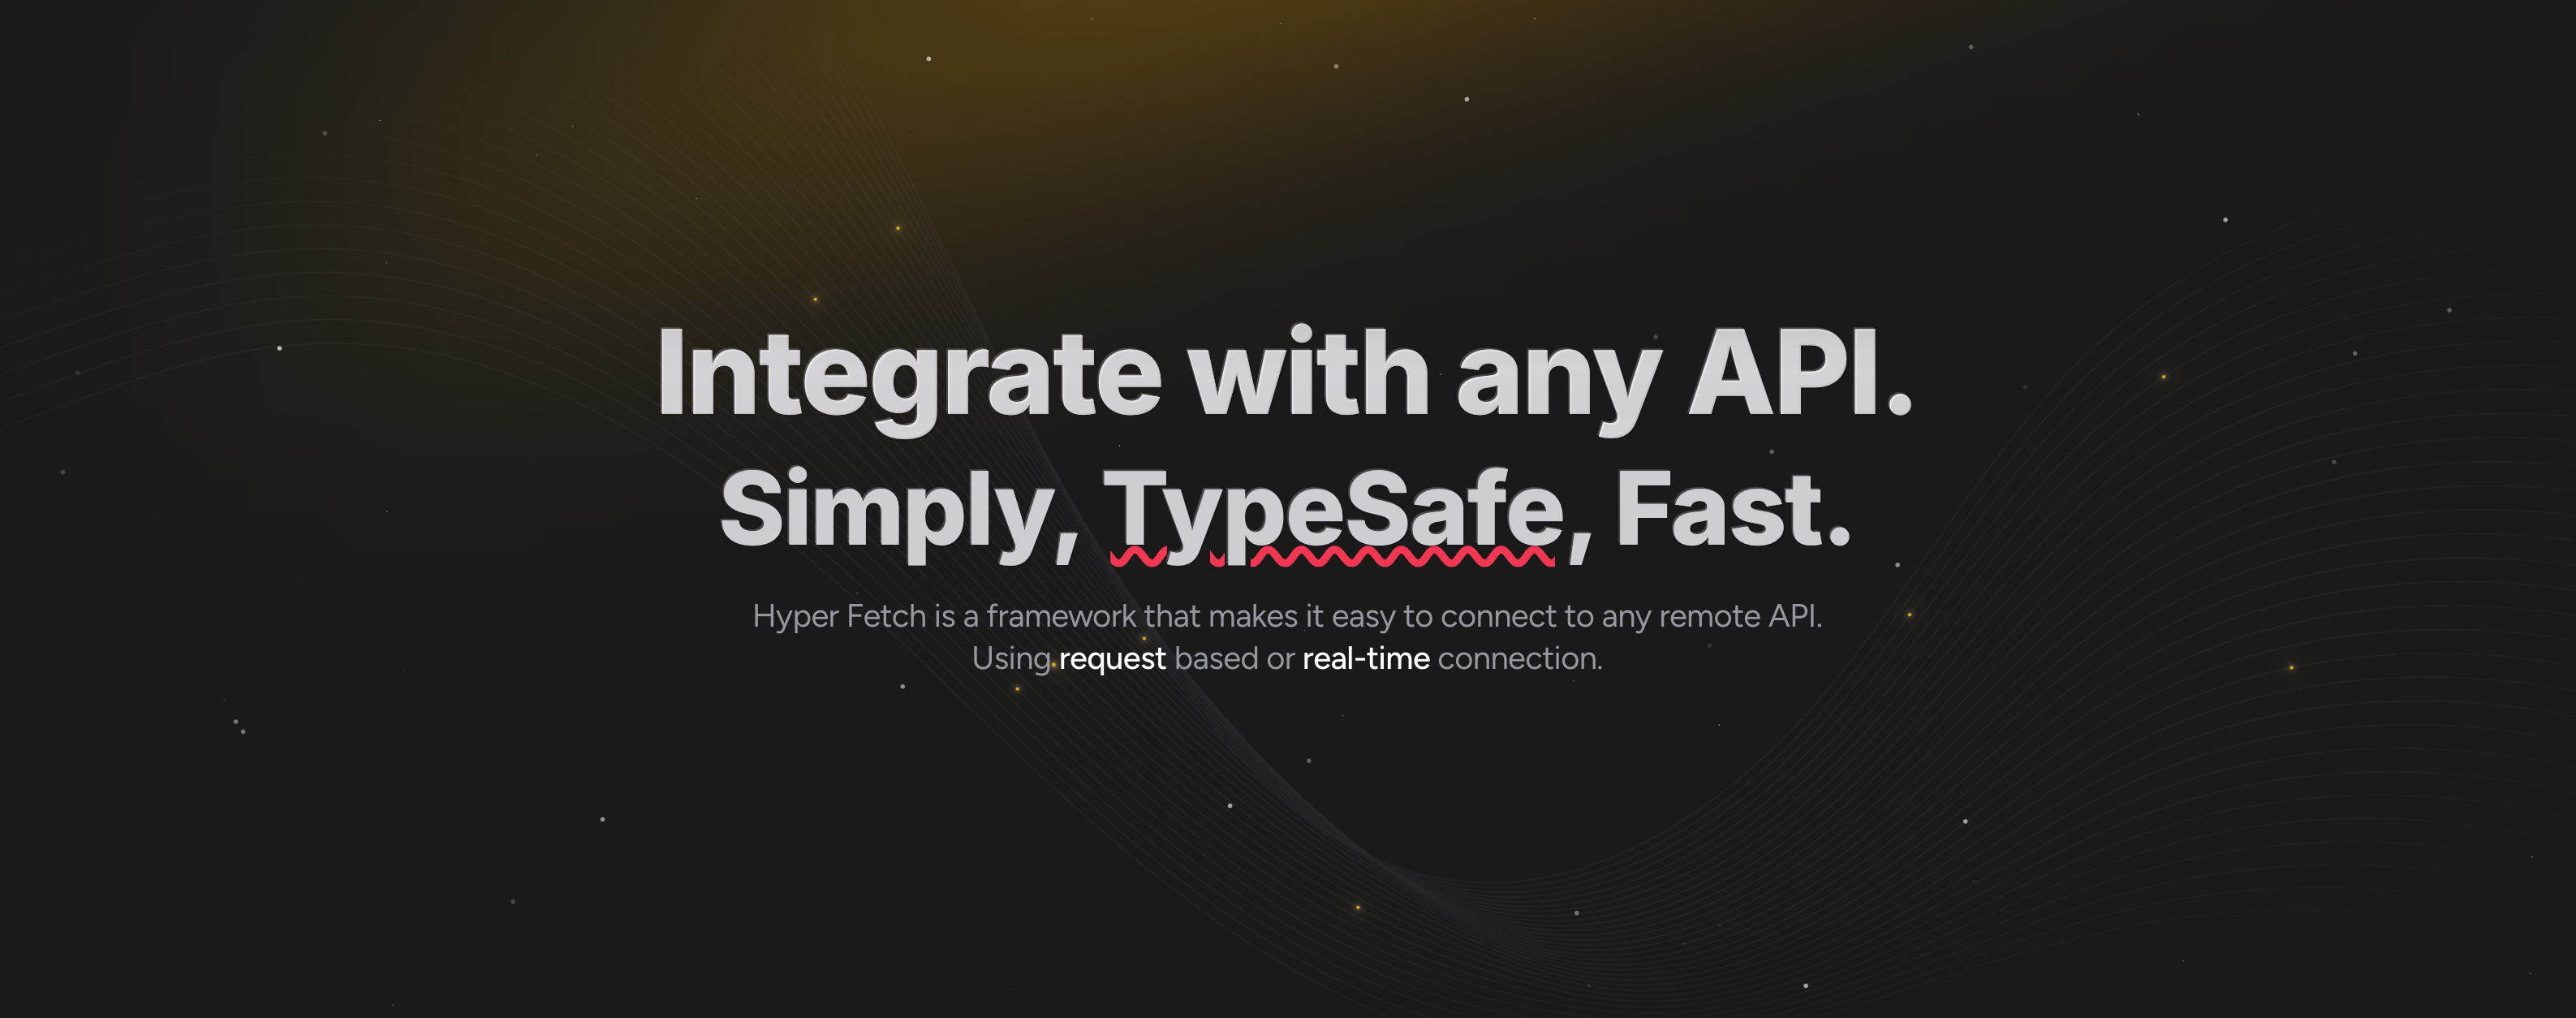 Integrate with any API.
Simply, TypeSafe, Fast.
Hyper Fetch is a framework that makes it easy to connect to any remote API.
Using request based or real-time connection.